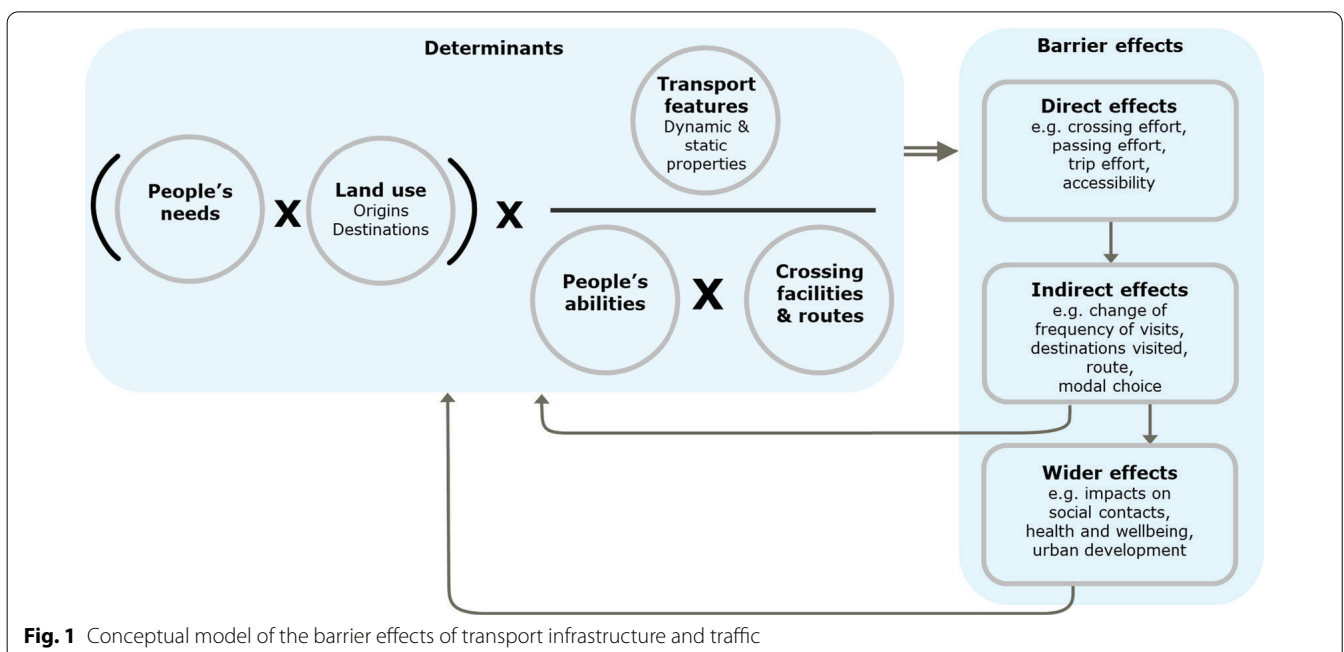 Determinants
People's
needs
X
Land use
Origins
Destinations
X
Transport
features
Dynamic &
static
properties
People's
abilities
X
Crossing
facilities
& routes
Barrier effects
Direct effects
e.g. crossing effort,
passing effort,
trip effort,
accessibility
Indirect effects
e.g. change of
frequency of visits,
destinations visited,
route,
modal choice
Wider effects
e.g. impacts on
social contacts,
health and wellbeing,
urban development
Fig. 1 Conceptual model of the barrier effects of transport infrastructure and traffic